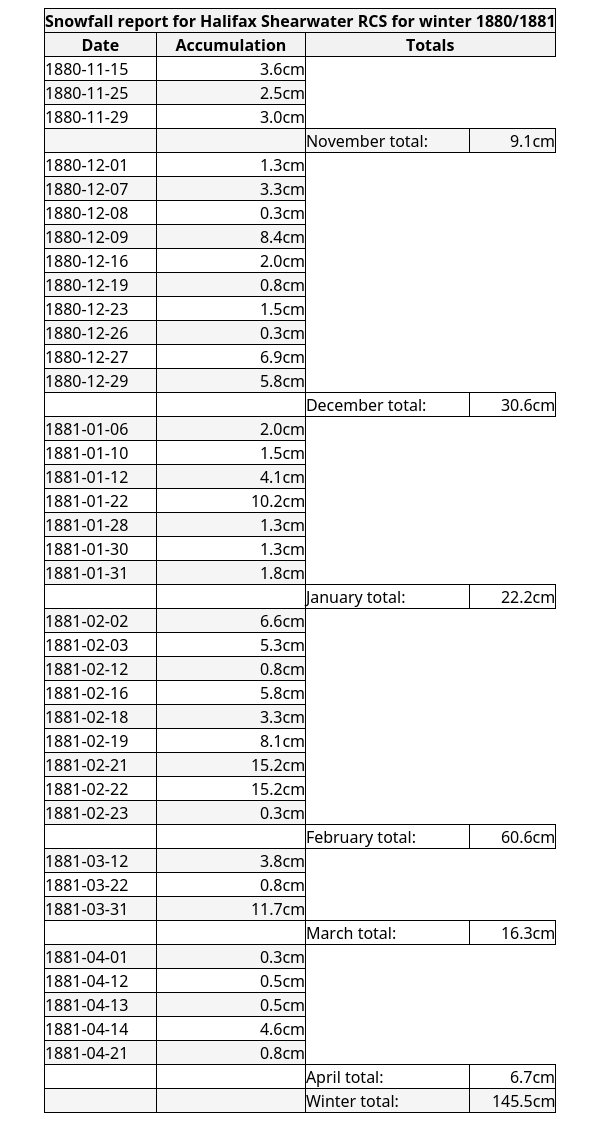 Snowfall report for Halifax Shearwater RCS for winter 1880/1881
Date Accumulation Totals
1880-11-15 3.6cm
1880-11-25 2.5cm
1880-11-29 3.0cm
November total: 9.1cm
1880-12-01 1.3cm
1880-12-07 3.3cm
1880-12-08 0.3cm
1880-12-09 8.4cm
1880-12-16 2.0cm
1880-12-19 0.8cm
1880-12-23 1.5cm
1880-12-26 0.3cm
1880-12-27 6.9cm
1880-12-29 5.8cm
December total: 30.6cm
1881-01-06 2.0cm
1881-01-10 1.5cm
1881-01-12 4.1cm
1881-01-22 10.2cm
1881-01-28 1.3cm
1881-01-30 1.3cm
1881-01-31 1.8cm
January total: 22.2cm
1881-02-02 6.6cm
1881-02-03 5.3cm
1881-02-12 0.8cm
1881-02-16 5.8cm
1881-02-18 3.3cm
1881-02-19 8.1cm
1881-02-21 15.2cm
1881-02-22 15.2cm
1881-02-23 0.3cm
February total: 60.6cm
1881-03-12 3.8cm
1881-03-22 0.8cm
1881-03-31 11.7cm
March total: 16.3cm
1881-04-01 0.3cm
1881-04-12 0.5cm
1881-04-13 0.5cm
1881-04-14 4.6cm
1881-04-21 0.8cm
April total: 6.7cm
Winter total: 145.5cm